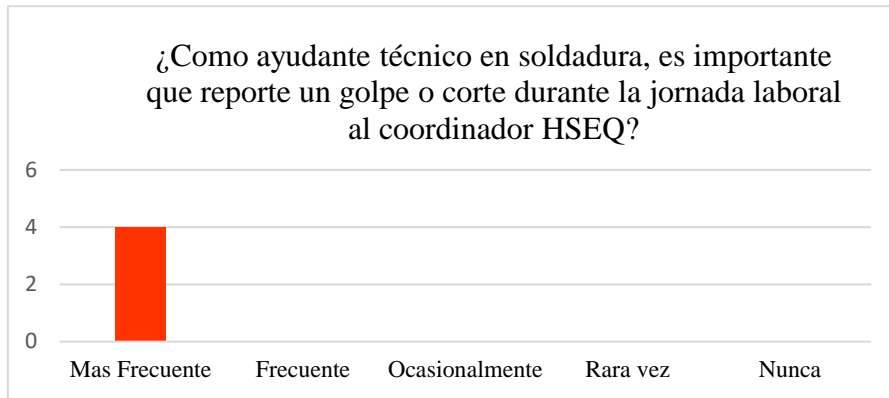 ¿Como ayudante técnico en soldadura, es importante
que reporte un golpe o corte durante la jornada laboral
al coordinador HSEQ?
6
4
2
0
Mas Frecuente Frecuente Ocasionalmente Rara vez Nunca